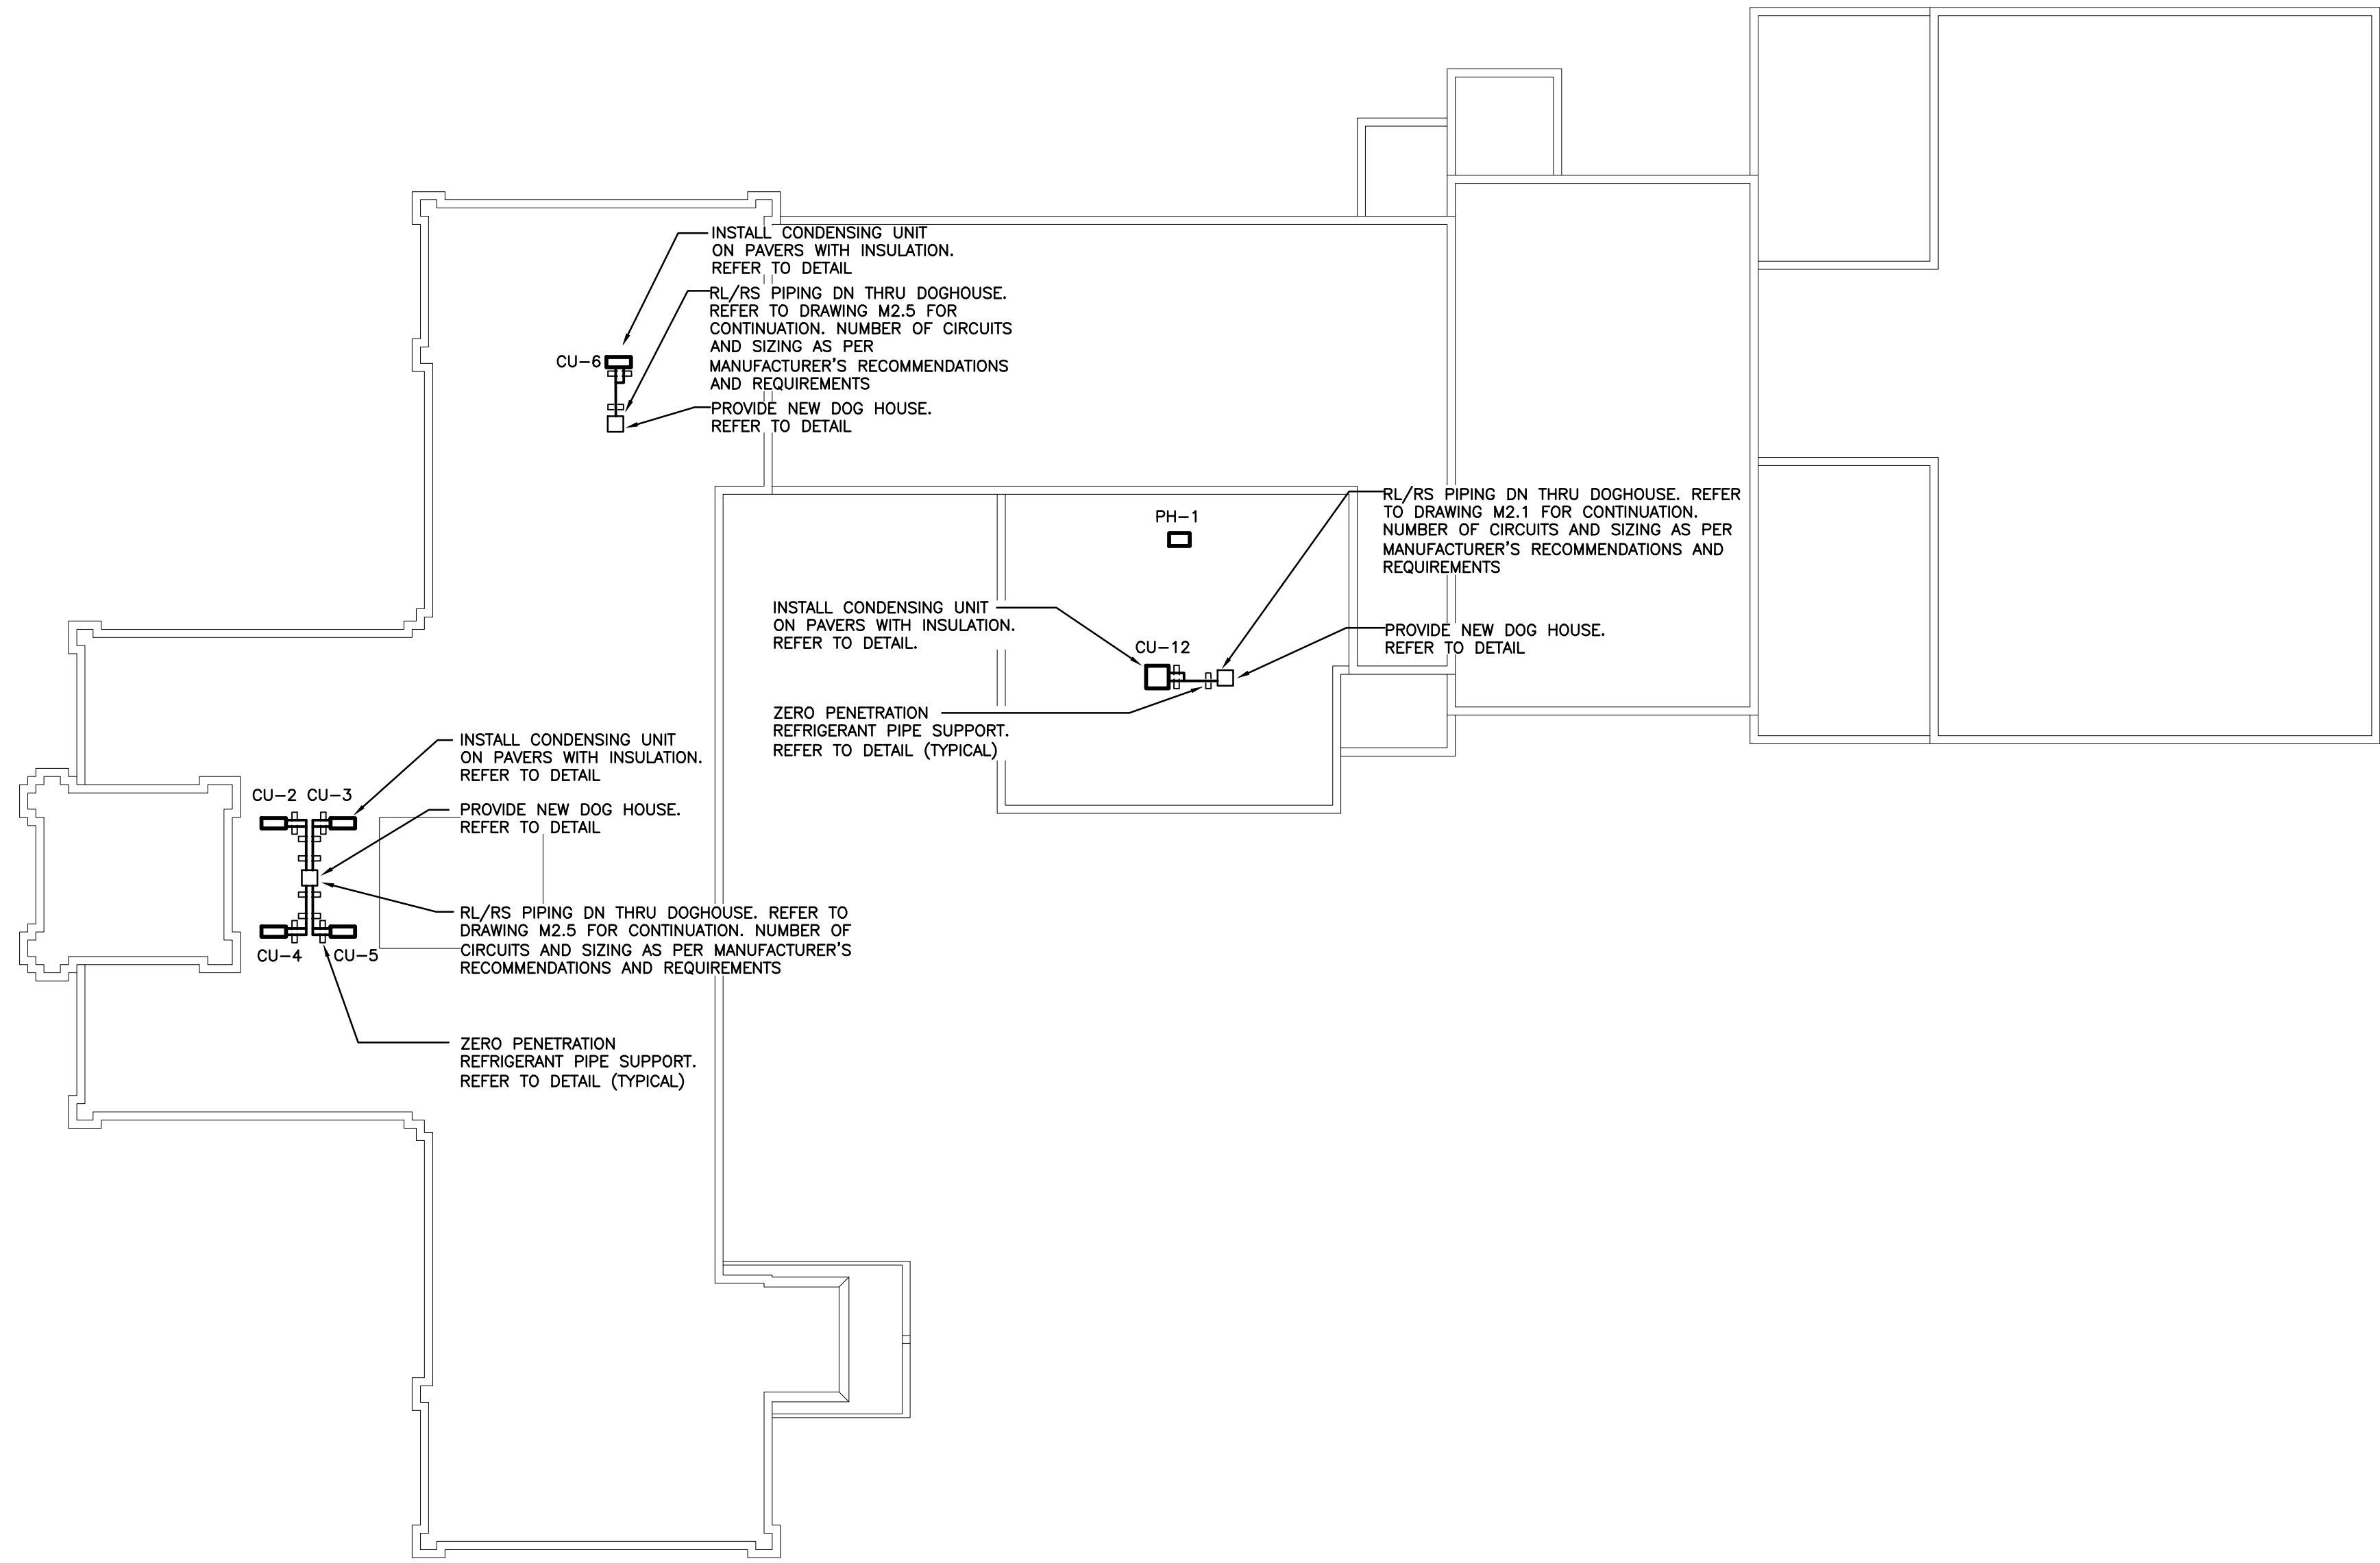 INSTALL CONDENSING UNIT
ON PAVERS WITH INSULATION.
REFER TO DETAIL
RL/RS PIPING DN THRU DOGHOUSE.
REFER TO DRAWING M2.5 FOR
CONTINUATION. NUMBER OF CIRCUITS
AND SIZING AS PER
MANUFACTURER'S RECOMMENDATIONS
AND REQUIREMENTS
CU-6
PROVIDE NEW DOG HOUSE.
REFER TO DETAIL
RL/RS PIPING DN THRU DOGHOUSE. REFER
TO DRAWING M2.1 FOR CONTINUATION.
NUMBER OF CIRCUITS AND SIZING AS PER
MANUFACTURER'S RECOMMENDATIONS AND
REQUIREMENTS
PH-1
INSTALL CONDENSING UNIT
ON PAVERS WITH INSULATION.
REFER TO DETAIL.
CU-12
PROVIDE NEW DOG HOUSE.
REFER TO DETAIL
ZERO PENETRATION
REFRIGERANT PIPE SUPPORT.
REFER TO DETAIL (TYPICAL)
INSTALL CONDENSING UNIT
ON PAVERS WITH INSULATION.
REFER TO DETAIL
CU-2 CU-3
PROVIDE NEW DOG HOUSE.
REFER TO DETAIL
RL/RS PIPING DN THRU DOGHOUSE. REFER TO
DRAWING M2.5 FOR CONTINUATION. NUMBER OF
CIRCUITS AND SIZING AS PER MANUFACTURER'S
RECOMMENDATIONS AND REQUIREMENTS
CU-4 CU-5
ZERO PENETRATION
REFRIGERANT PIPE SUPPORT.
REFER TO DETAIL (TYPICAL)